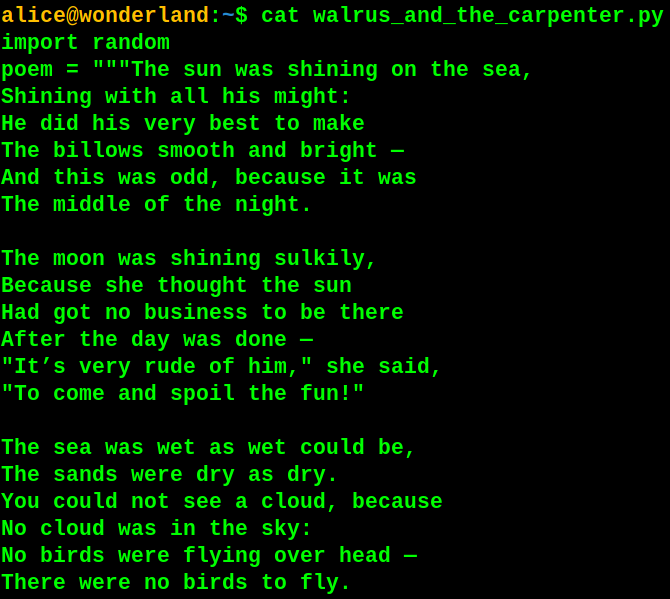 alice@wonderland:~$ cat walrus_and_the_carpenter.py
import random
poem = """The sun was shining on the sea,
Shining with all his might:
He did his very best to make
The billows smooth and bright —
And this was odd, because it was
The middle of the night.

The moon was shining sulkily,
Because she thought the sun
Had got no business to be there
After the day was done —
"It’s very rude of him," she said,
"To come and spoil the fun!"

The sea was wet as wet could be,
The sands were dry as dry.
You could not see a cloud, because
No cloud was in the sky:
No birds were flying over head —
There were no birds to fly.